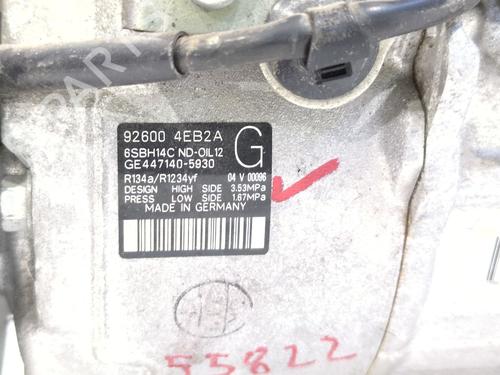 92600 4EB2A
6SBH14C ND-OIL12
G
GE447140-5930
R134a/R1234yf 04 V 00096
DESIGN HIGH SIDE 3.53MPa
PRESS LOW SIDE 1.67MPa
MADE IN GERMANY
55822